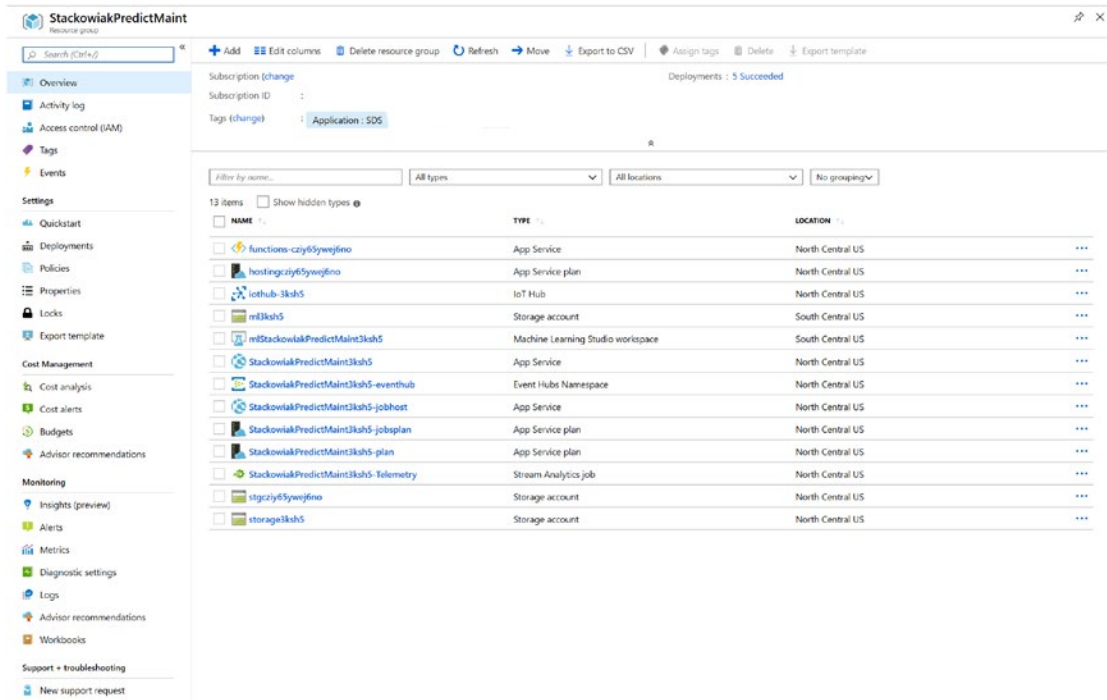 StackowiakPredictMaint
Resource group
Search (Ctrl+/)
Overview
Activity log
Access control (IAM)
Tags
Events
Settings
Quickstart
Deployments
Policies
Properties
Locks
Export template
Cost Management
Cost analysis
Cost alerts
Budgets
Advisor recommendations
Monitoring
Insights (preview)
Alerts
Metrics
Diagnostic settings
Logs
Advisor recommendations
Workbooks
Support + troubleshooting
New support request
Add Edit columns Delete resource group Refresh Move Export to CSV Assign tags Delete Export template
Subscription (change Deployments : 5 Succeeded
Subscription ID :
Tags (change) : Application : SDS
Filter by name... All types All locations No grouping
13 items Show hidden types
NAME TYPE LOCATION
functions-cziy65ywej6no App Service North Central US
hostingcziy65ywej6no App Service plan North Central US
iothub-3ksh5 IoT Hub North Central US
ml3ksh5 Storage account South Central US
mlStackowiakPredictMaint3ksh5 Machine Learning Studio workspace South Central US
StackowiakPredictMaint3ksh5 App Service North Central US
StackowiakPredictMaint3ksh5-eventhub Event Hubs Namespace North Central US
StackowiakPredictMaint3ksh5-jobhost App Service North Central US
StackowiakPredictMaint3ksh5-jobsplan App Service plan North Central US
StackowiakPredictMaint3ksh5-plan App Service plan North Central US
StackowiakPredictMaint3ksh5-Telemetry Stream Analytics job North Central US
stgcziy65ywej6no Storage account North Central US
storage3ksh5 Storage account North Central US